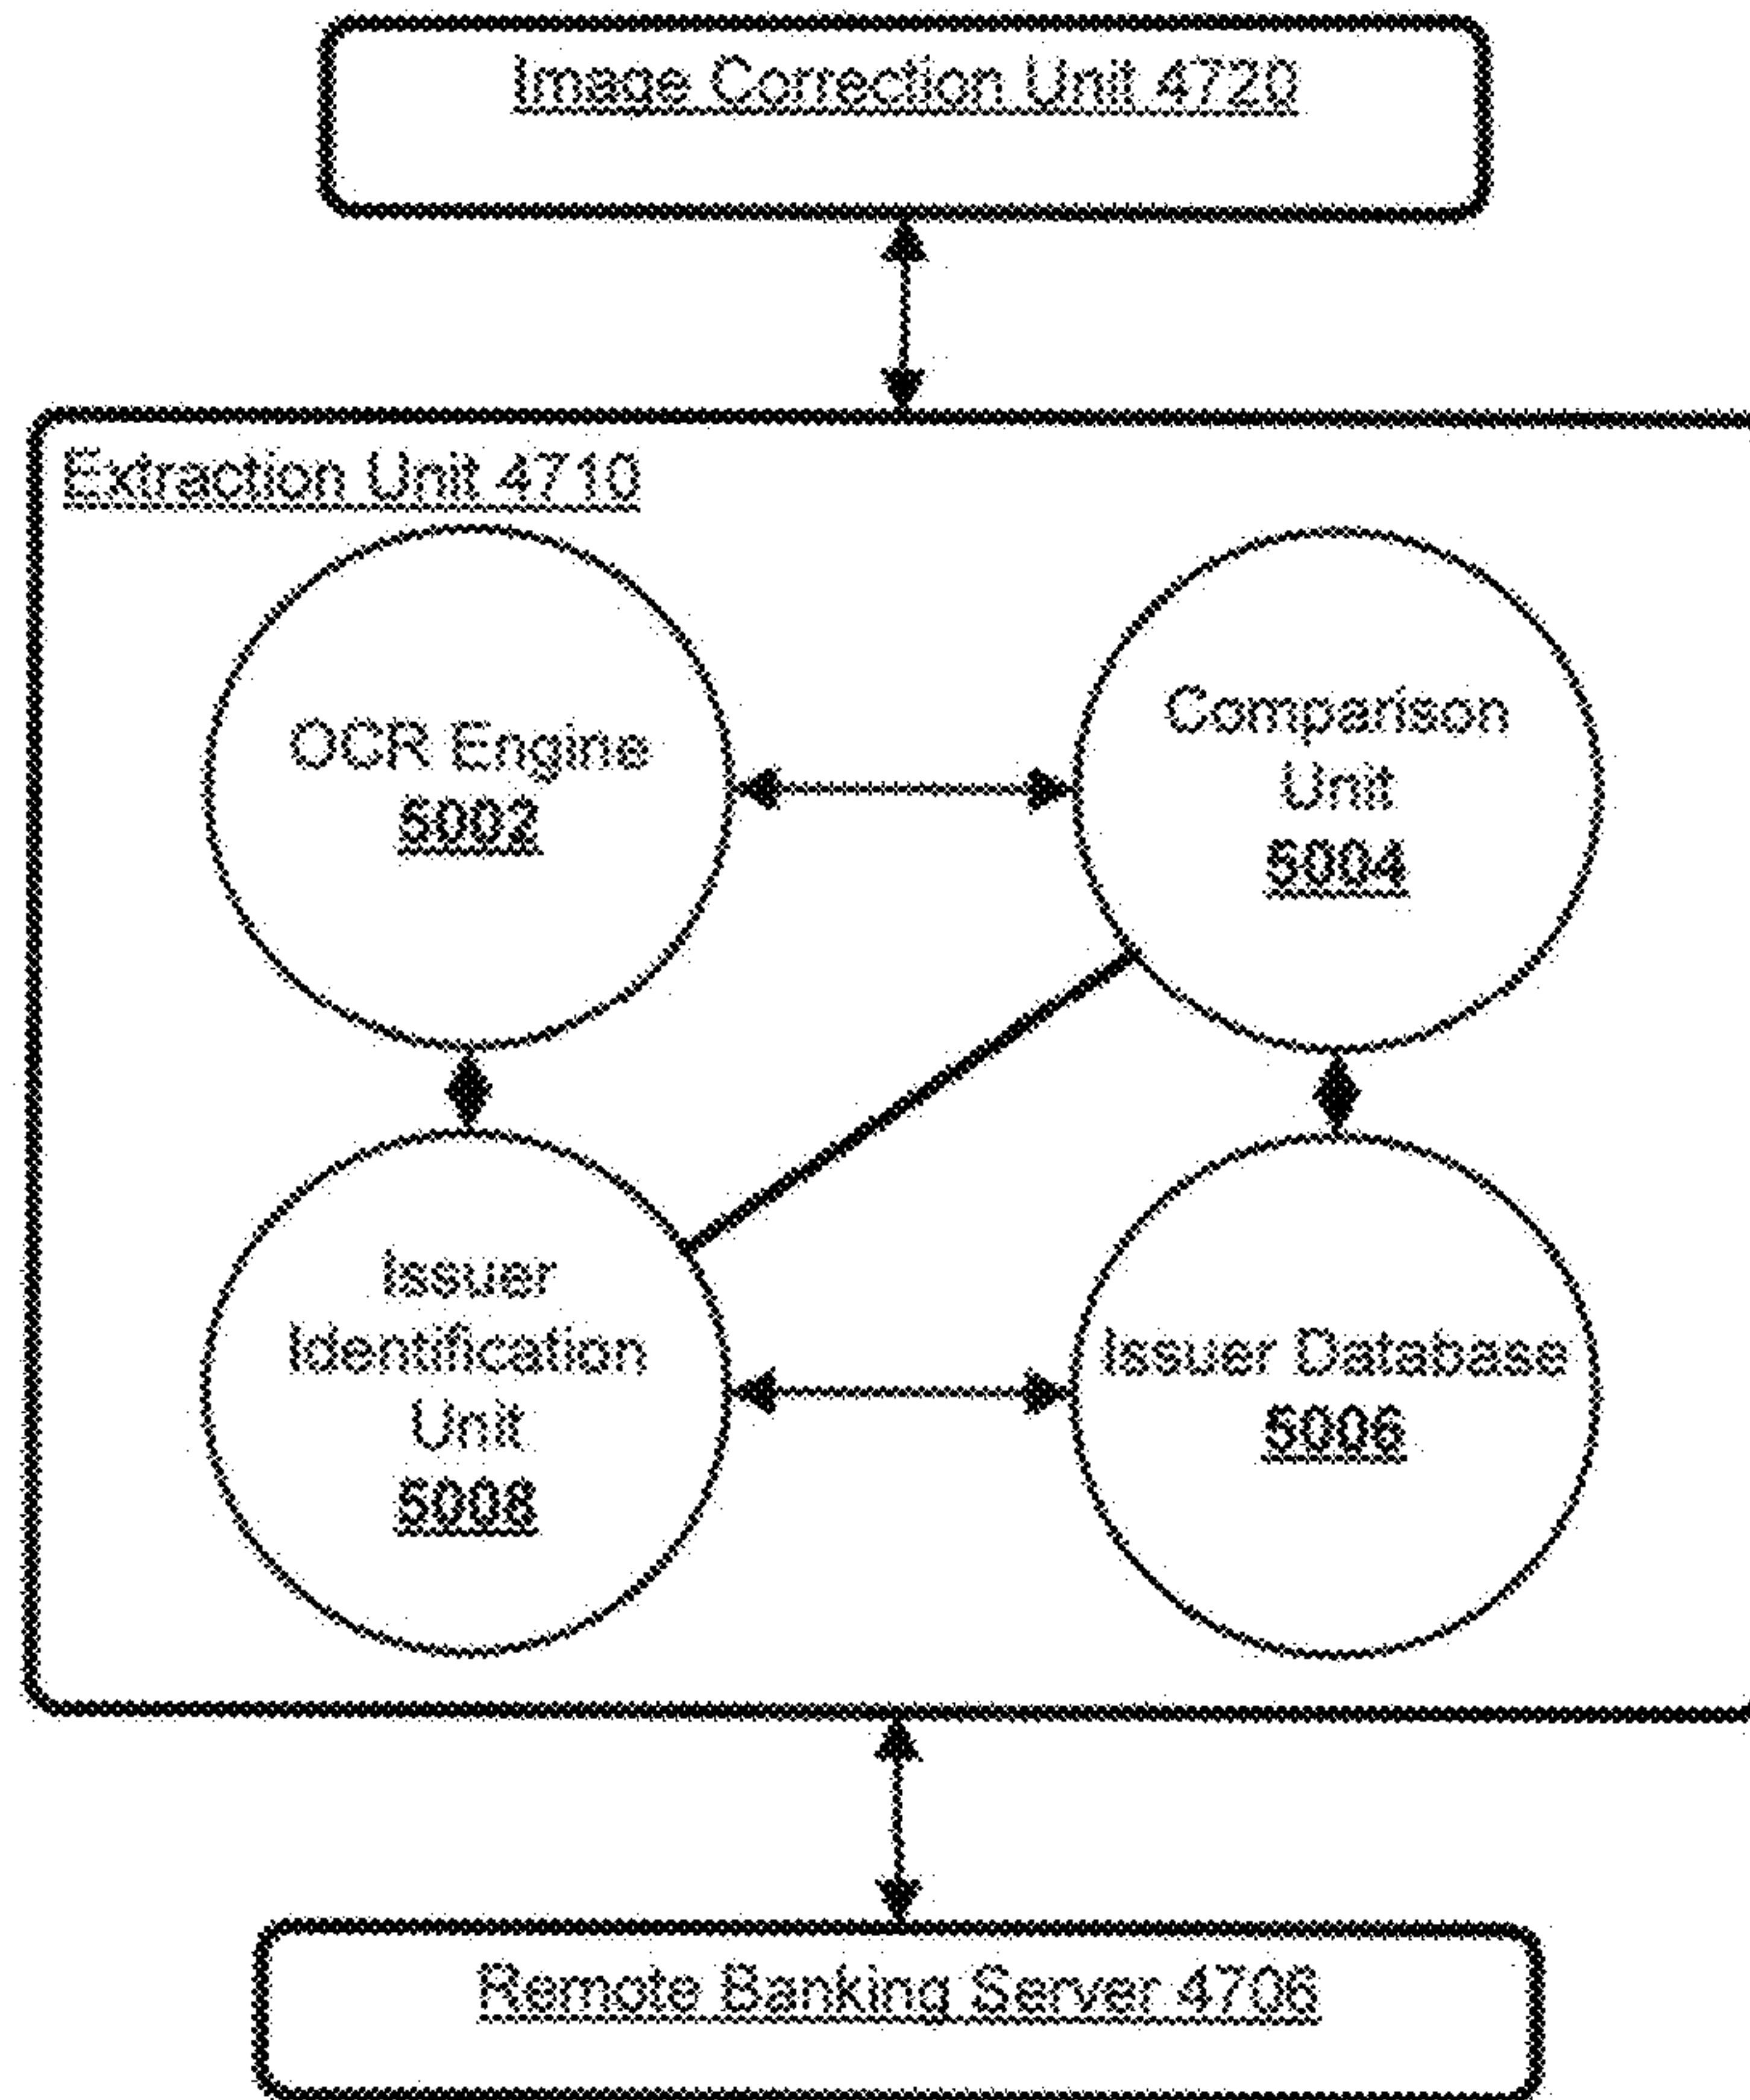 Image Correction Unit 4720
Extraction Unit 4710
OCR Engine
5002
Comparison
Unit
5004
Issuer
Identification
Unit
5008
Issuer Database
5006
Remote Banking Server 4706